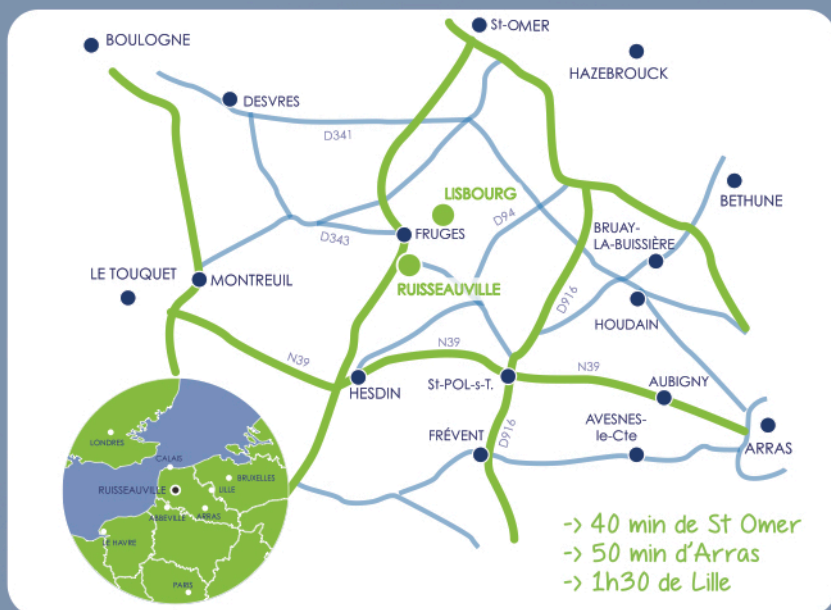 BOULOGNE
St-OMER
HAZEBROUCK
DESVRES
D341
LISBOURG
BETHUNE
D94
FRUGES
D343
BRUAY-
LA-BUISSIÈRE
LE TOUQUET
MONTREUIL
RUISSEAUVILLE
D916
HOUDAIN
N39
N39
N39
HESDIN
St-POL-s-T.
AUBIGNY
FRÉVENT
D916
AVESNES-
le-Cte
ARRAS
LONDRES
CALAIS
RUISSEAUVILLE
BRUXELLES
LILLE
ABBEVILLE
ARRAS
LE HAVRE
PARIS
-> 40 min de St Omer
-> 50 min d'Arras
-> 1h30 de Lille